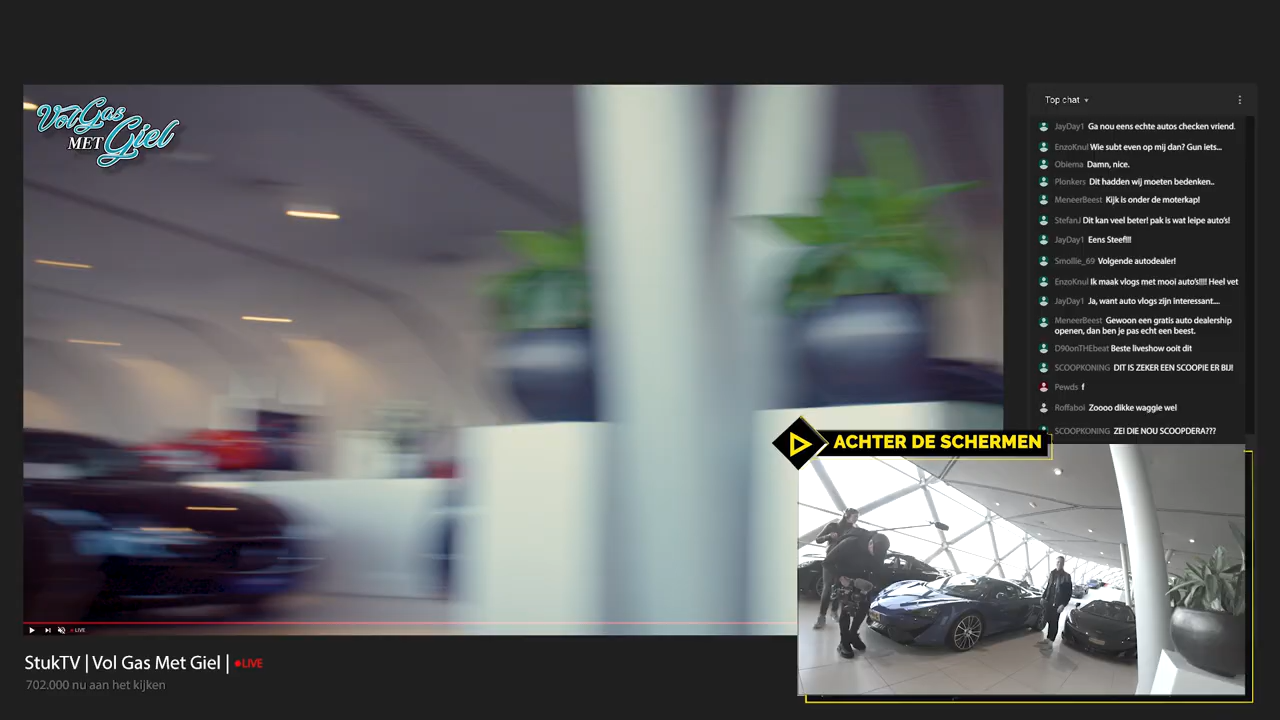 Vol Gas
MET Giel
Top chat
JayDay1 Ga nou eens echte autos checken vriend.
EnzoKnul Wie subt even op mij dan? Gun iets...
Obiema Damn, nice.
Plonkers Dit hadden wij moeten bedenken..
MeneerBeest Kijk is onder de moterkap!
StefanJ Dit kan veel beter! pak is wat leipe auto's!
JayDay1 Eens Steef!!!
Smollie_69 Volgende autodealer!
EnzoKnul Ik maak vlogs met mooi auto's!!!! Heel vet
JayDay1 Ja, want auto vlogs zijn interessant....
MeneerBeest Gewoon een gratis auto dealership
openen, dan ben je pas echt een beest.
D90onTHEbeat Beste liveshow ooit dit
SCOOPKONING DIT IS ZEKER EEN SCOOPIE ER BIJ!
Pewds f
Roffaboi Zoooo dikke waggie wel
SCOOPKONING ZEI DIE NOU SCOOPDERA???
ACHTER DE SCHERMEN
LIVE
StukTV | Vol Gas Met Giel | LIVE
702.000 nu aan het kijken